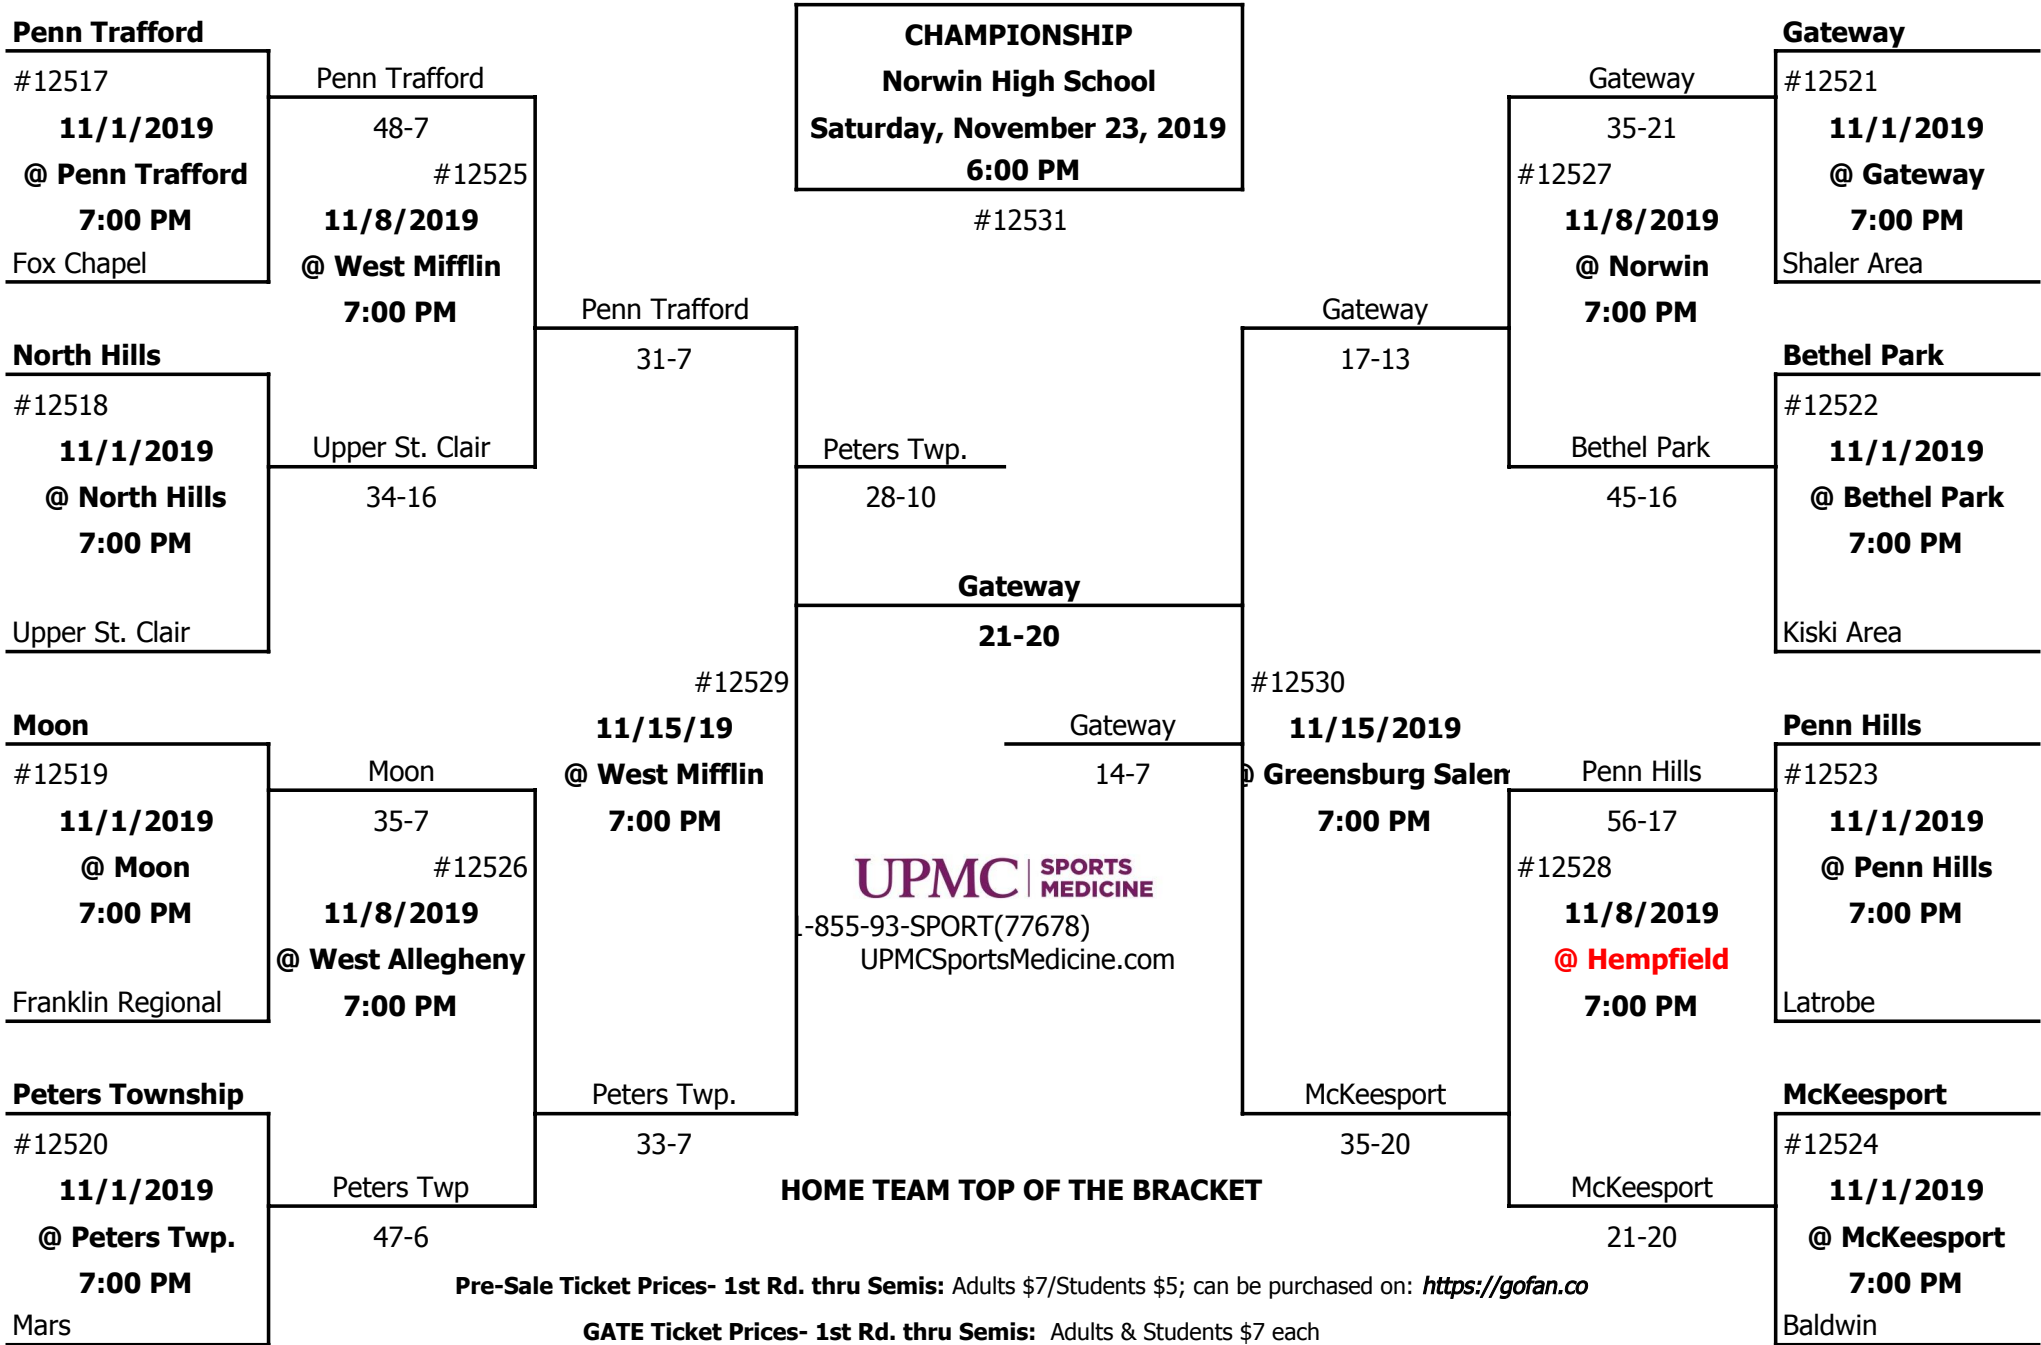 Penn Trafford
#12517
11/1/2019
@ Penn Trafford
7:00 PM
Fox Chapel
North Hills
#12518
11/1/2019
@ North Hills
7:00 PM
Upper St. Clair
Moon
#12519
11/1/2019
@ Moon
7:00 PM
Franklin Regional
Peters Township
#12520
11/1/2019
@ Peters Twp.
7:00 PM
Mars
Penn Trafford
48-7
#12525
11/8/2019
@ West Mifflin
7:00 PM
Upper St. Clair
34-16
Moon
35-7
#12526
11/8/2019
@ West Allegheny
7:00 PM
Peters Twp
47-6
Penn Trafford
31-7
#12529
11/15/19
@ West Mifflin
7:00 PM
Peters Twp.
33-7
CHAMPIONSHIP
Norwin High School
Saturday, November 23, 2019
6:00 PM
#12531
Peters Twp.
28-10
Gateway
21-20
Gateway
14-7
UPMC SPORTS MEDICINE
1-855-93-SPORT(77678)
UPMCSportsMedicine.com
HOME TEAM TOP OF THE BRACKET
Gateway
17-13
#12530
11/15/2019
@ Greensburg Salem
7:00 PM
McKeesport
35-20
Gateway
35-21
#12527
11/8/2019
@ Norwin
7:00 PM
Bethel Park
45-16
Penn Hills
56-17
#12528
11/8/2019
@ Hempfield
7:00 PM
McKeesport
21-20
Gateway
#12521
11/1/2019
@ Gateway
7:00 PM
Shaler Area
Bethel Park
#12522
11/1/2019
@ Bethel Park
7:00 PM
Kiski Area
Penn Hills
#12523
11/1/2019
@ Penn Hills
7:00 PM
Latrobe
McKeesport
#12524
11/1/2019
@ McKeesport
7:00 PM
Baldwin
Pre-Sale Ticket Prices- 1st Rd. thru Semis: Adults $7/Students $5; can be purchased on: https://gofan.co
GATE Ticket Prices- 1st Rd. thru Semis: Adults & Students $7 each